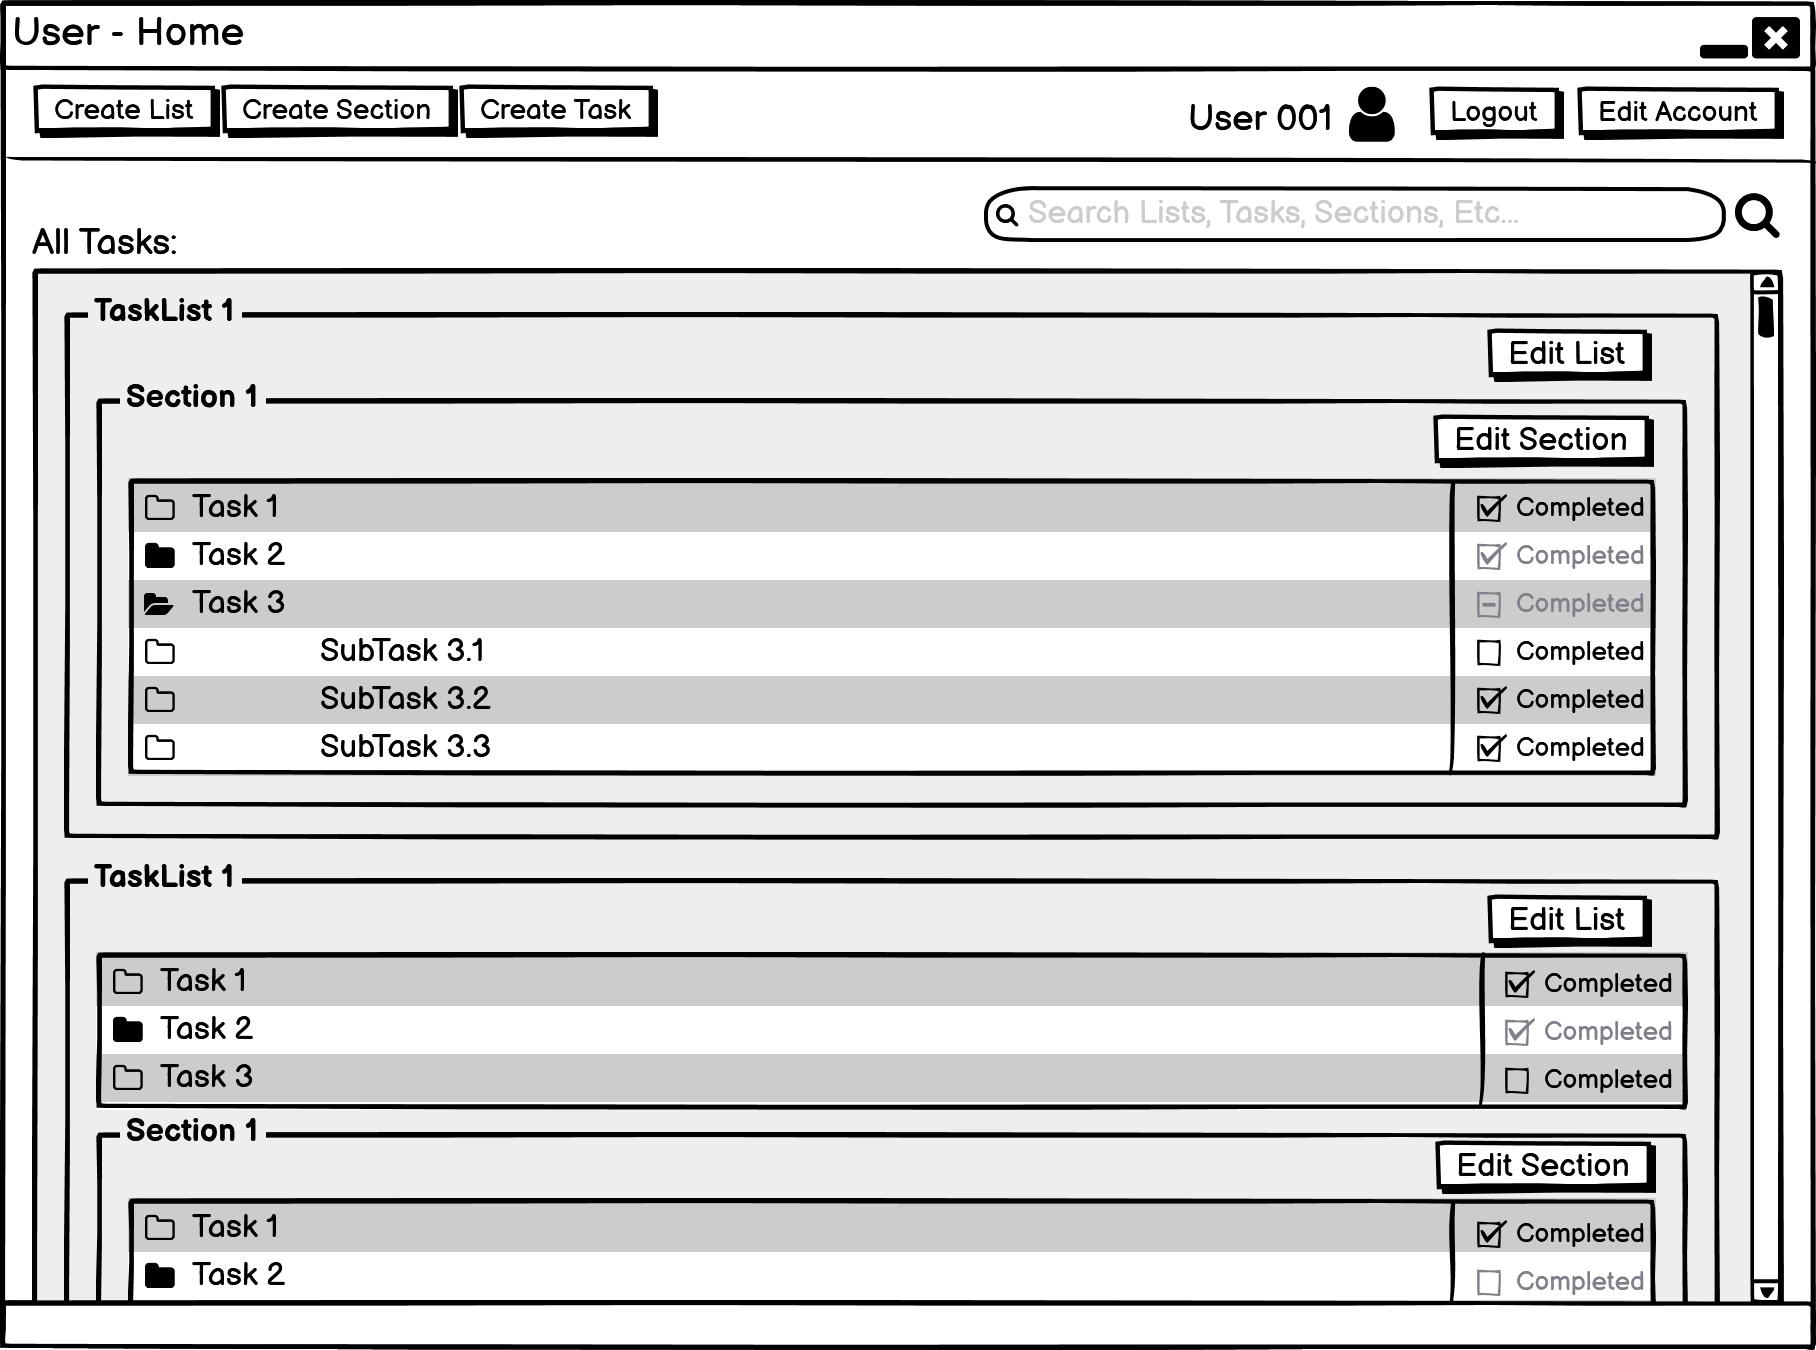 User - Home
Create List Create Section Create Task User 001 Logout Edit Account
Search Lists, Tasks, Sections, Etc...
All Tasks:
TaskList 1
Edit List
Section 1
Edit Section
Task 1 Completed
Task 2 Completed
Task 3 Completed
SubTask 3.1 Completed
SubTask 3.2 Completed
SubTask 3.3 Completed
TaskList 1
Edit List
Task 1 Completed
Task 2 Completed
Task 3 Completed
Section 1
Edit Section
Task 1 Completed
Task 2 Completed